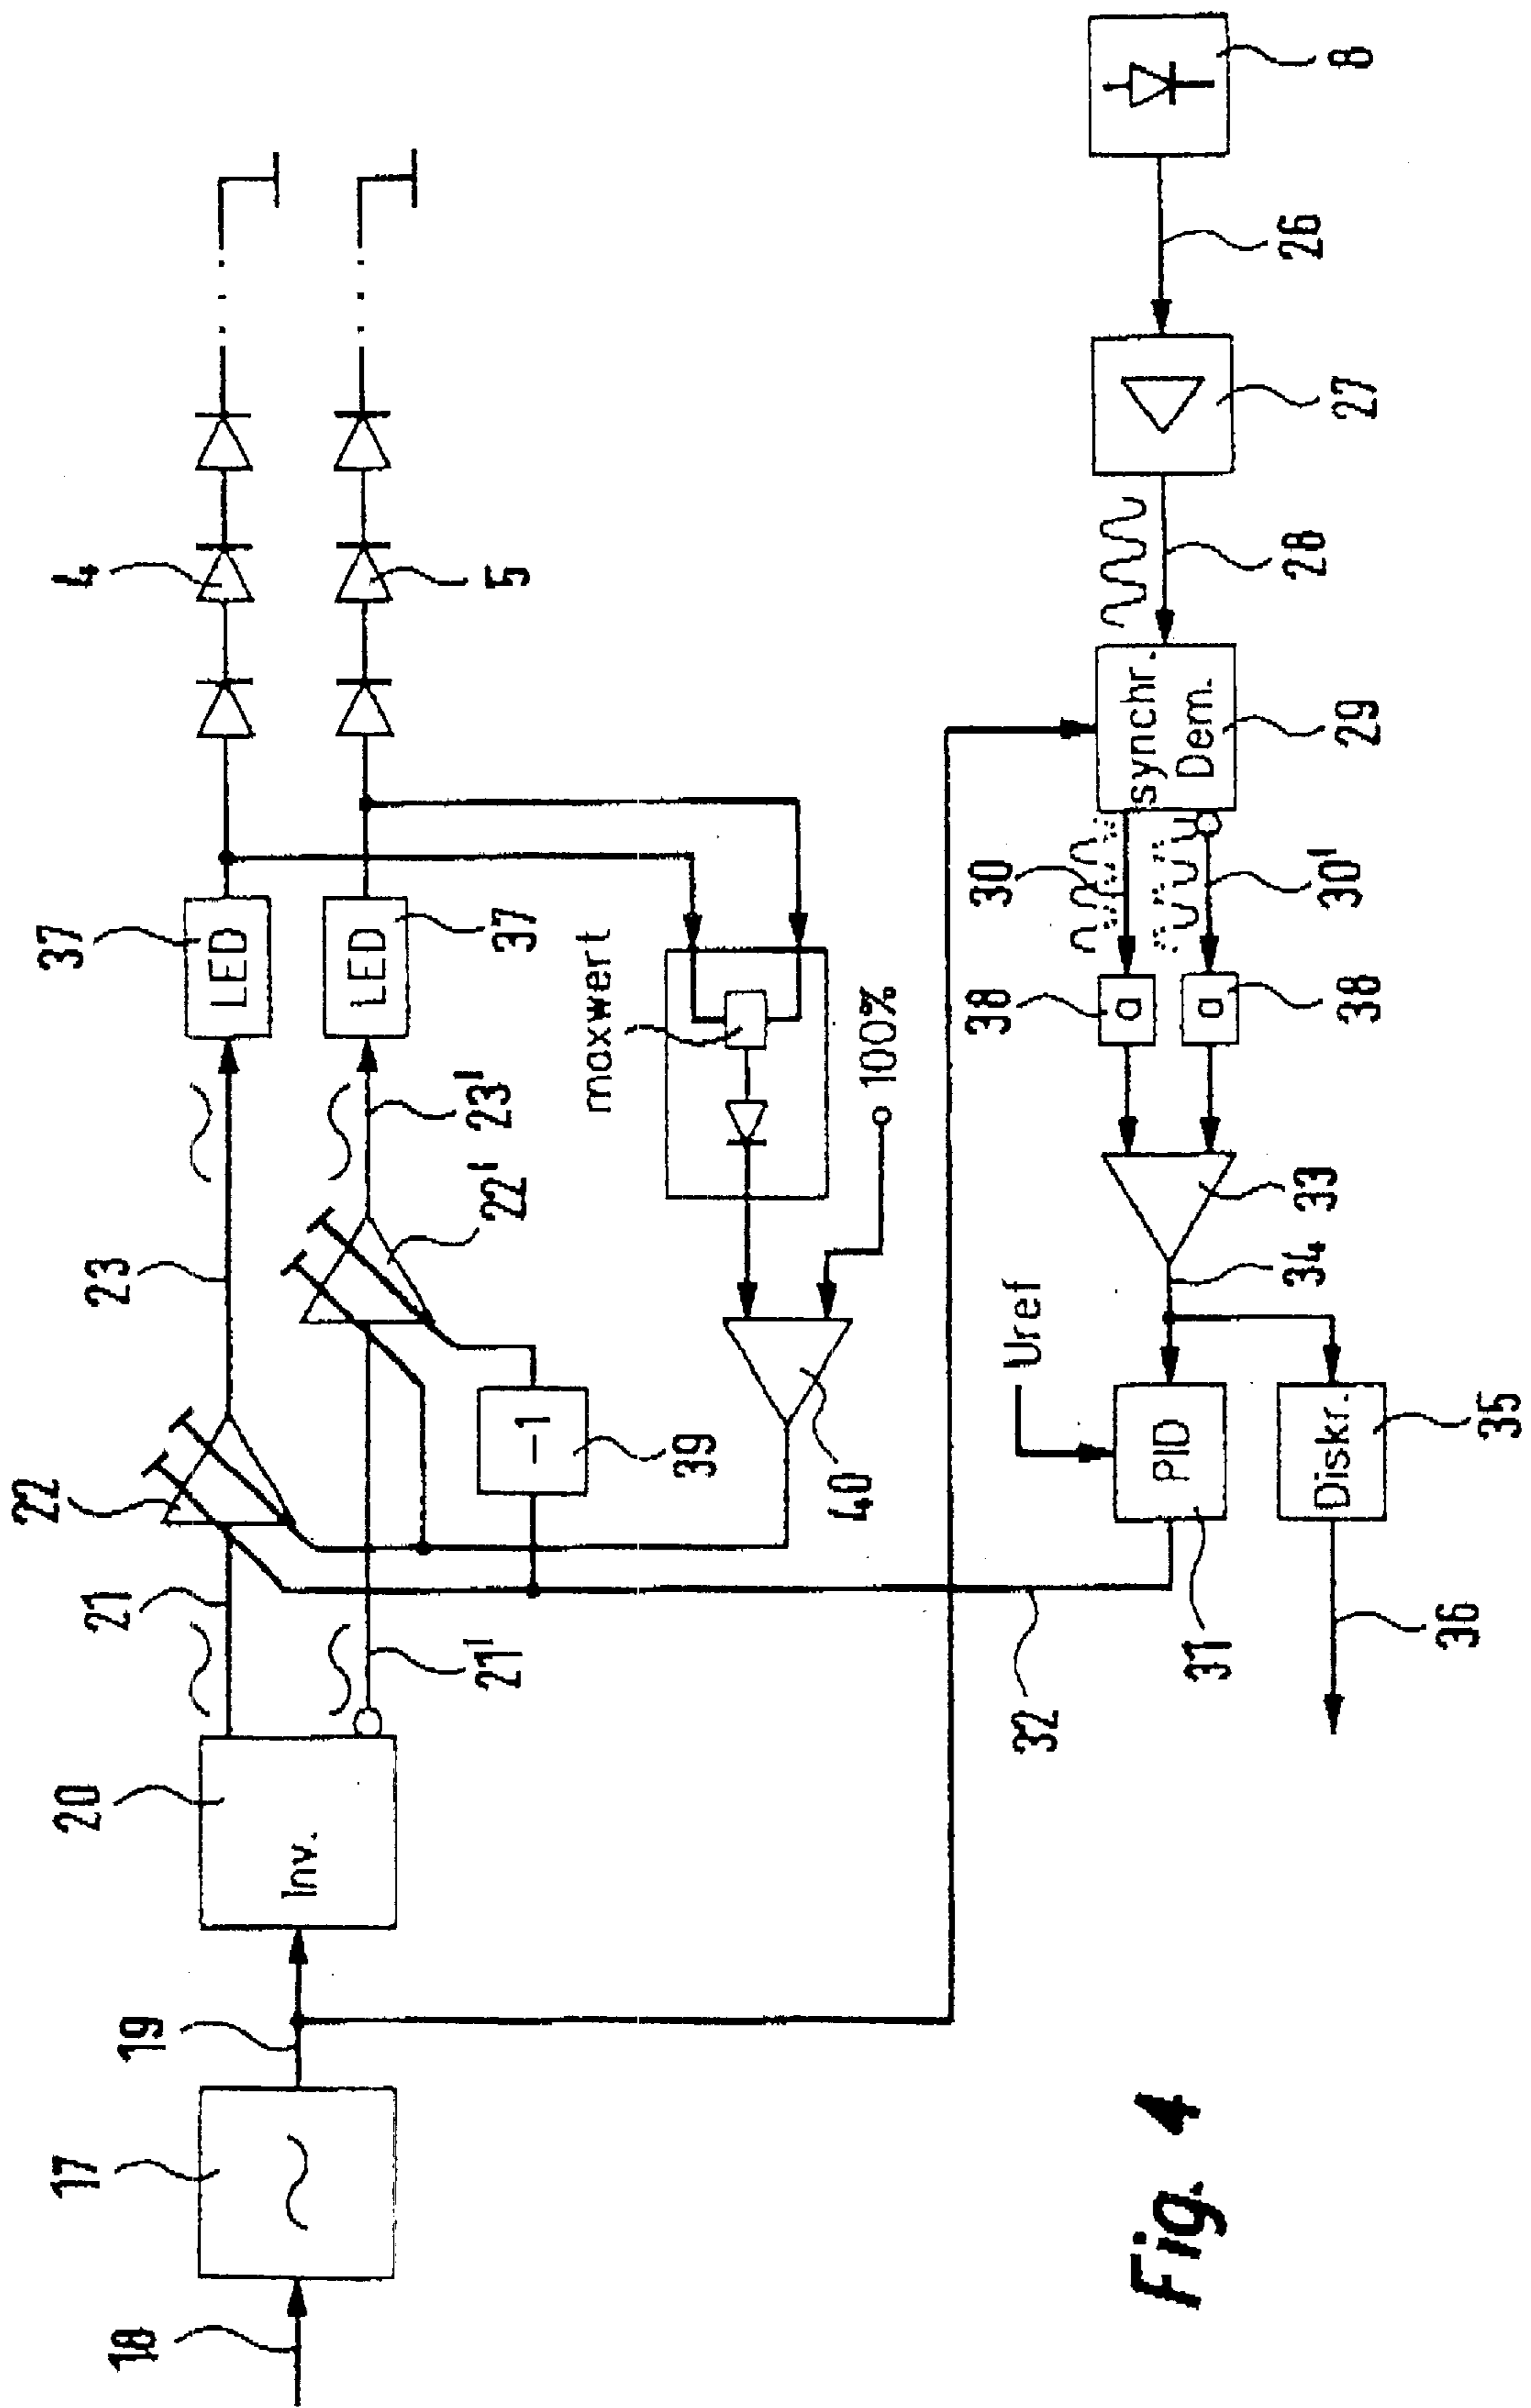 18
17
19
20
Inv.
21
21'
22
22'
23
23'
37
LED
37
LED
4
5
-1
39
40
maxwert
100%
32
Uref
PID
31
Diskr.
35
36
34
33
38
a
38
a
30
30'
synchr.
Dem.
29
28
27
26
8
Fig. 4